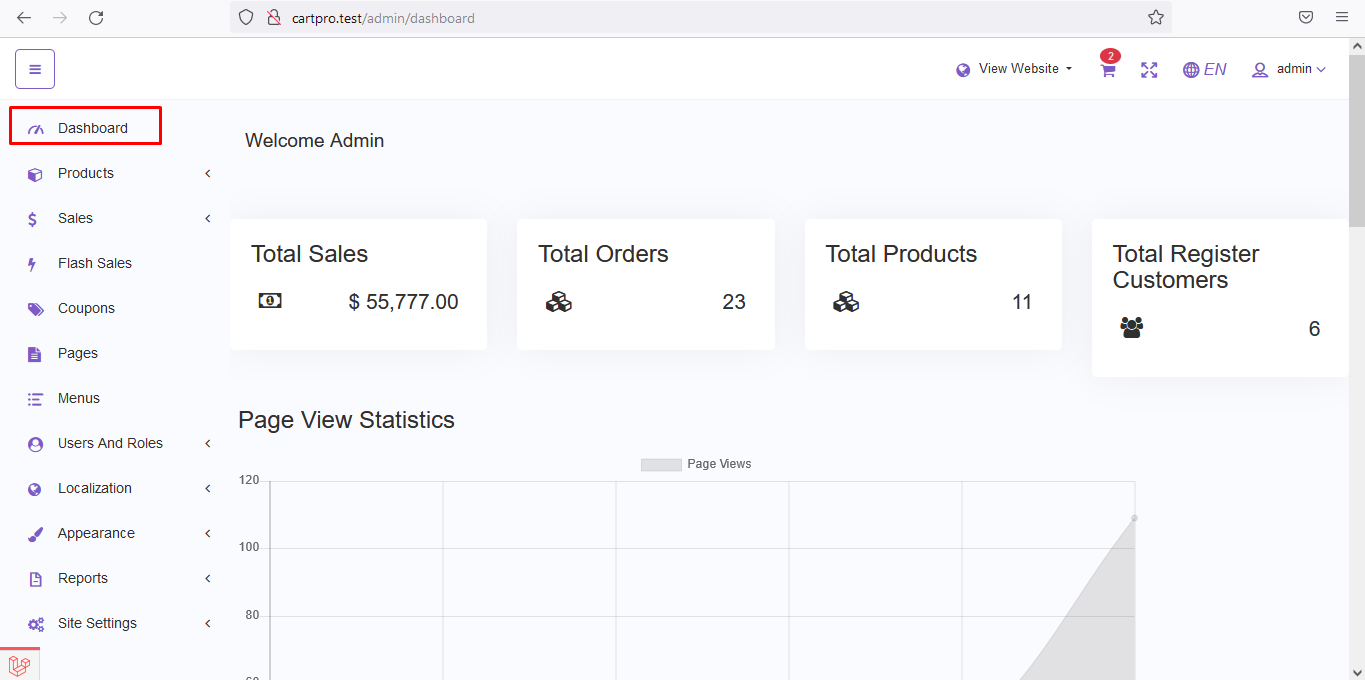 cartpro.test/admin/dashboard
View Website
2
EN
admin
Dashboard
Products
Sales
Flash Sales
Coupons
Pages
Menus
Users And Roles
Localization
Appearance
Reports
Site Settings
Welcome Admin
Total Sales
$ 55,777.00
Total Orders
23
Total Products
11
Total Register
Customers
6
Page View Statistics
Page Views
120
100
80